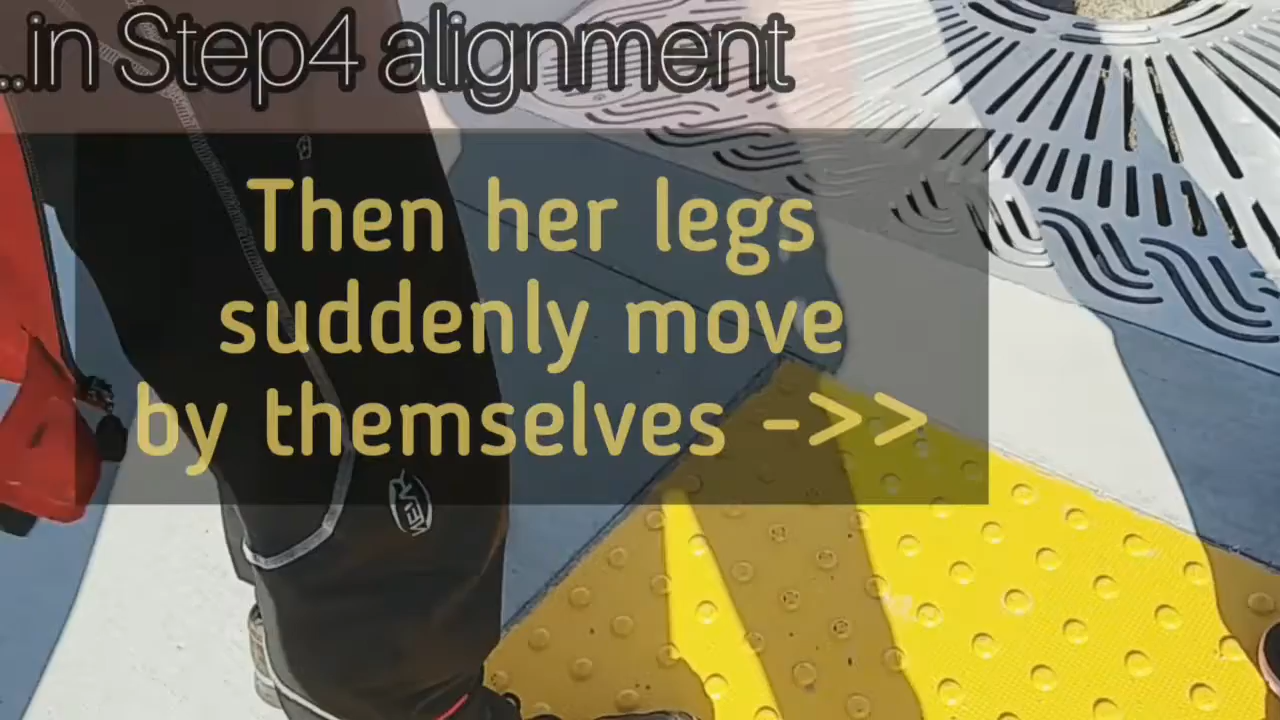 ..in Step4 alignment
Then her legs
suddenly move
by themselves ->>